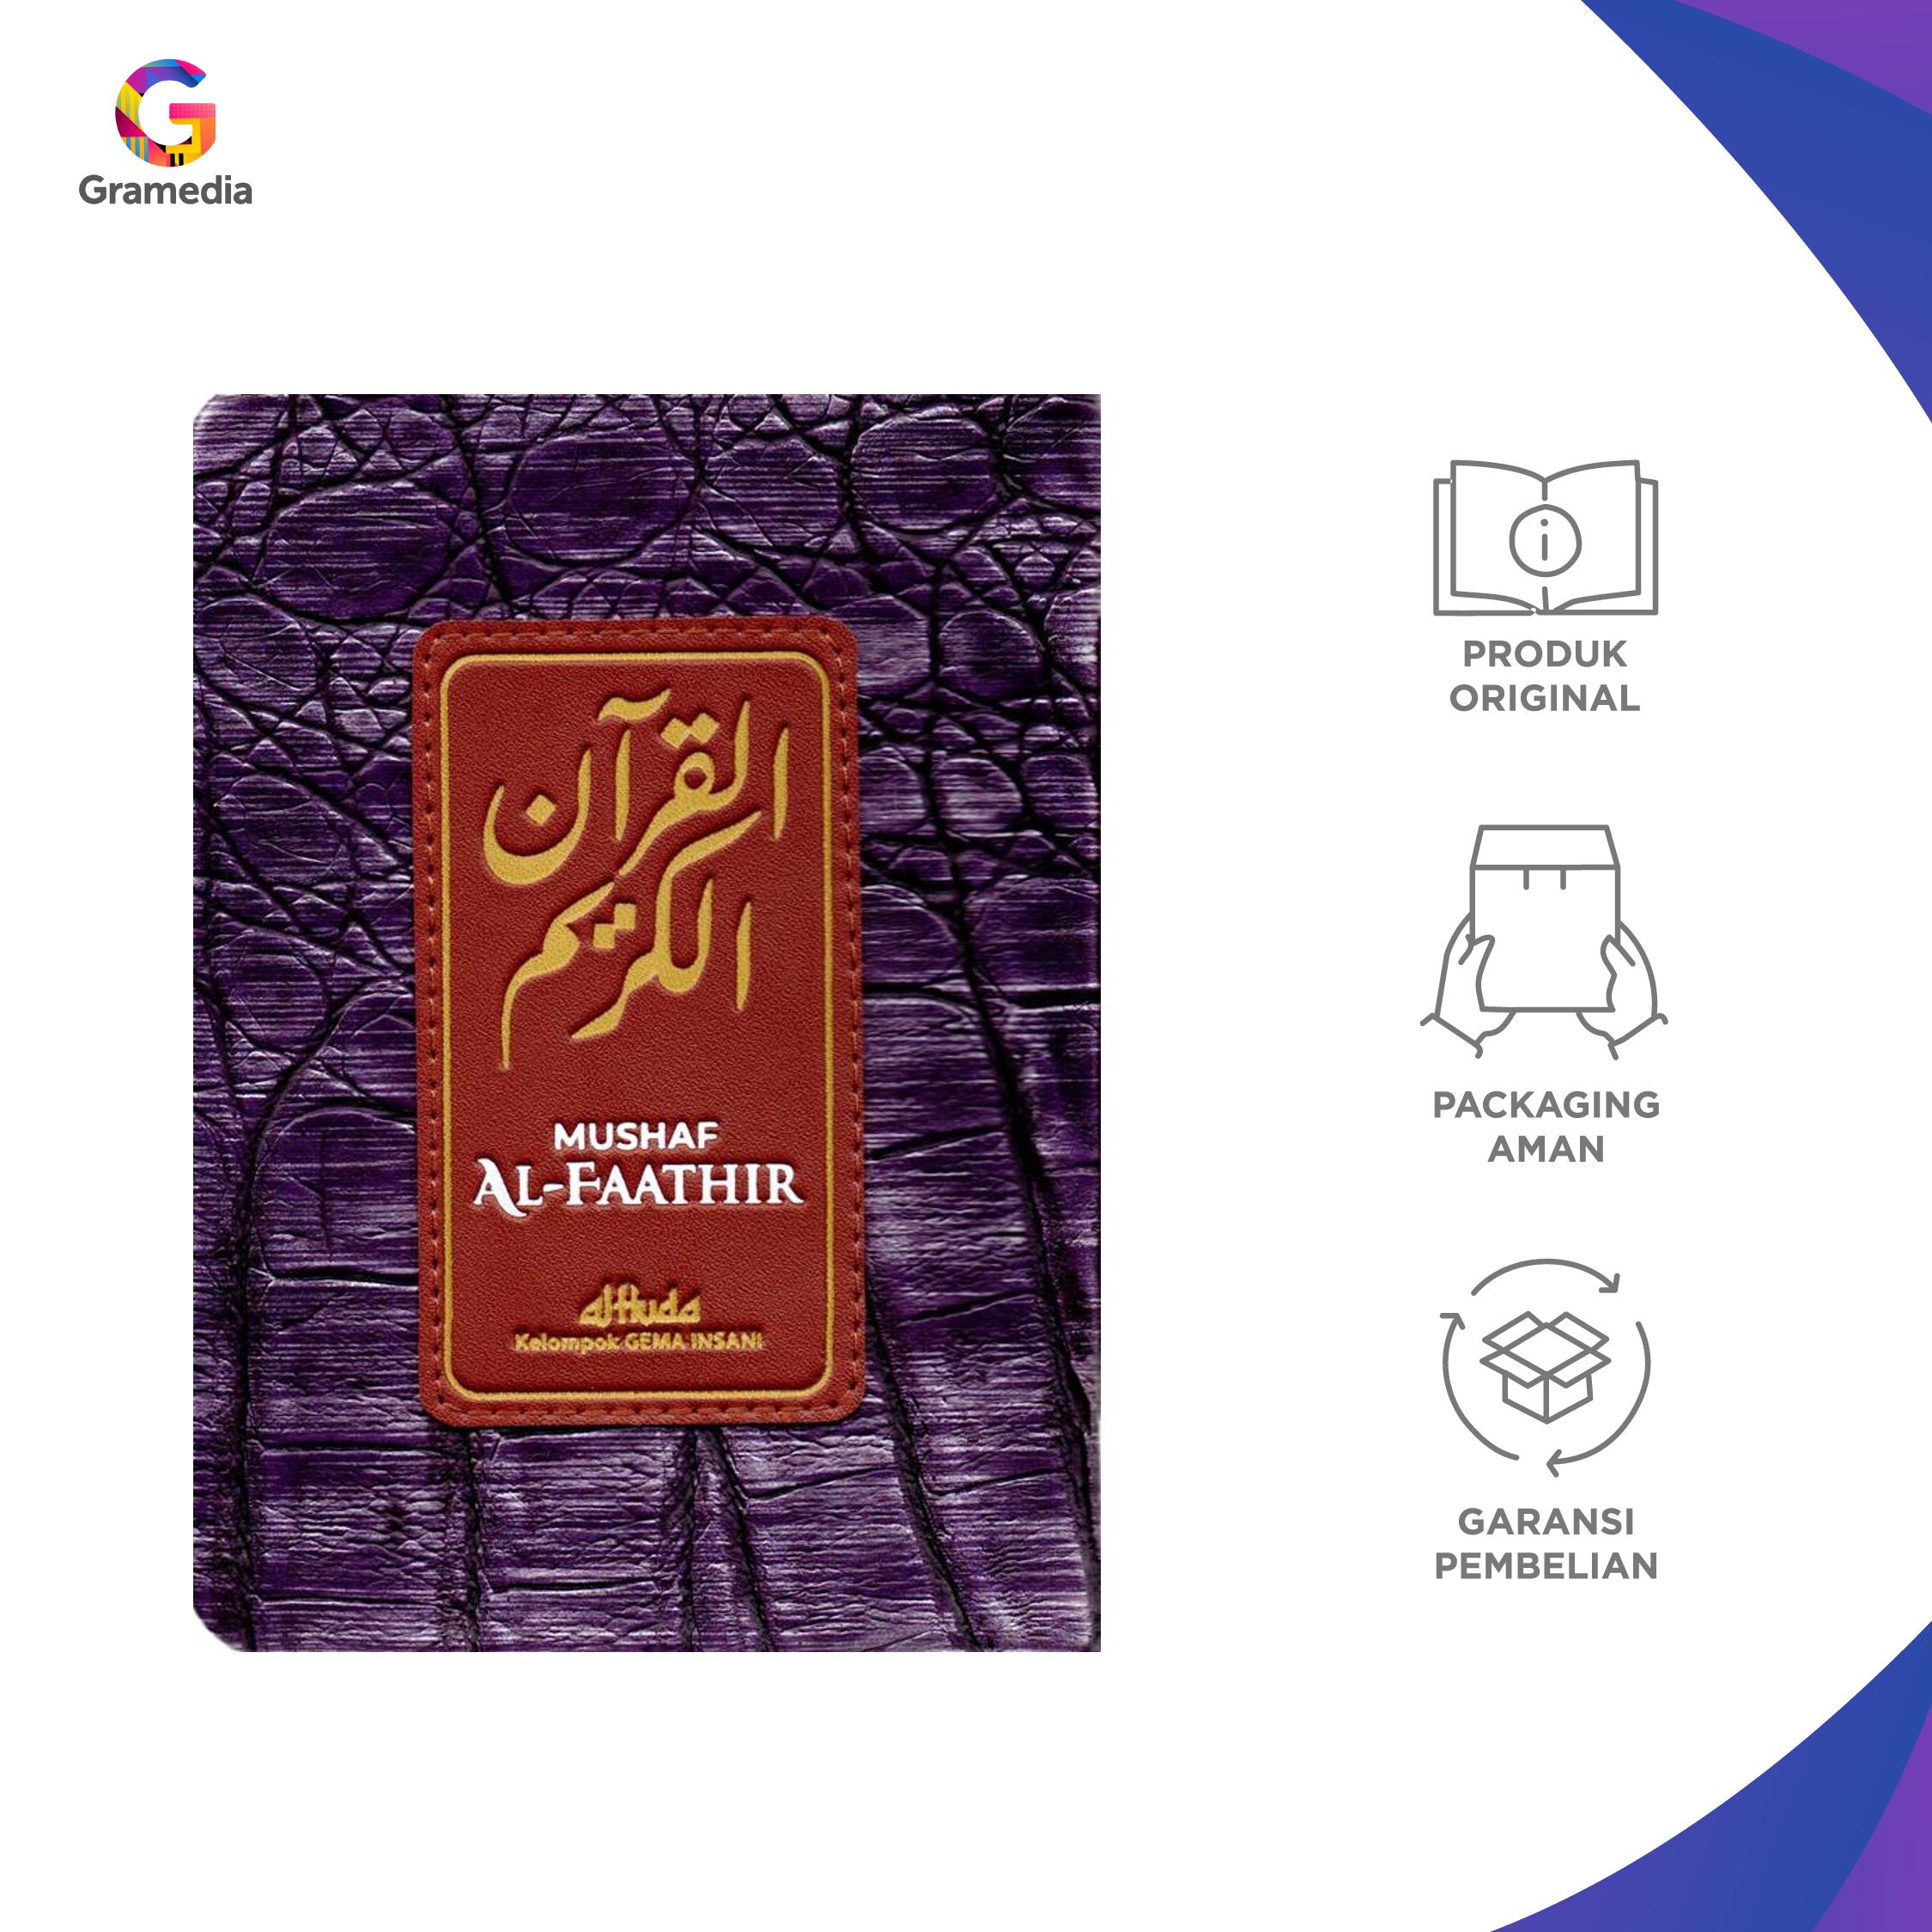 Gramedia
القرآن
الكريم
MUSHAF
AL-FAATHIR
alHuda
Kelompok GEMA INSANI
PRODUK
ORIGINAL
PACKAGING
AMAN
GARANSI
PEMBELIAN